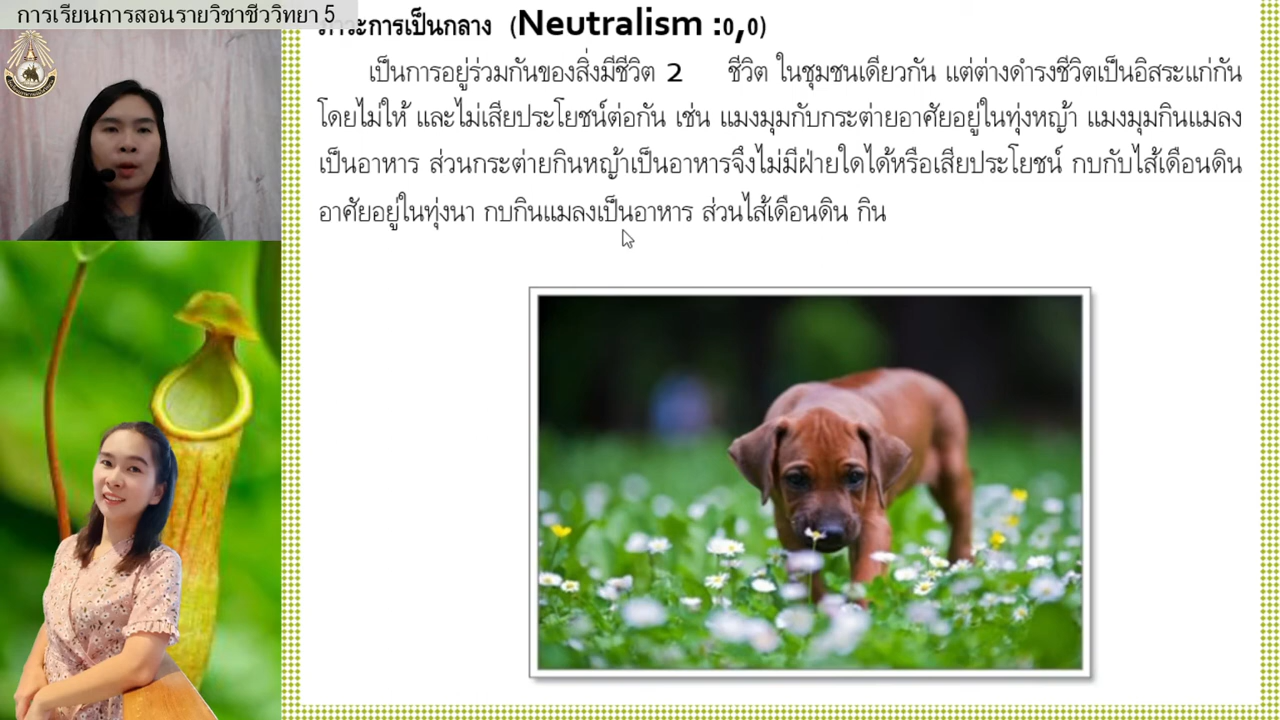 การเรียนการสอนรายวิชาชีววิทยา 5
ภาวะการเป็นกลาง (Neutralism :0,0)
เป็นการอยู่ร่วมกันของสิ่งมีชีวิต 2 ชีวิต ในชุมชนเดียวกัน แต่ต่างดำรงชีวิตเป็นอิสระแก่กัน
โดยไม่ให้ และไม่เสียประโยชน์ต่อกัน เช่น แมงมุมกับกระต่ายอาศัยอยู่ในทุ่งหญ้า แมงมุมกินแมลง
เป็นอาหาร ส่วนกระต่ายกินหญ้าเป็นอาหารจึงไม่มีฝ่ายใดได้หรือเสียประโยชน์ กบกับไส้เดือนดิน
อาศัยอยู่ในทุ่งนา กบกินแมลงเป็นอาหาร ส่วนไส้เดือนดิน กิน